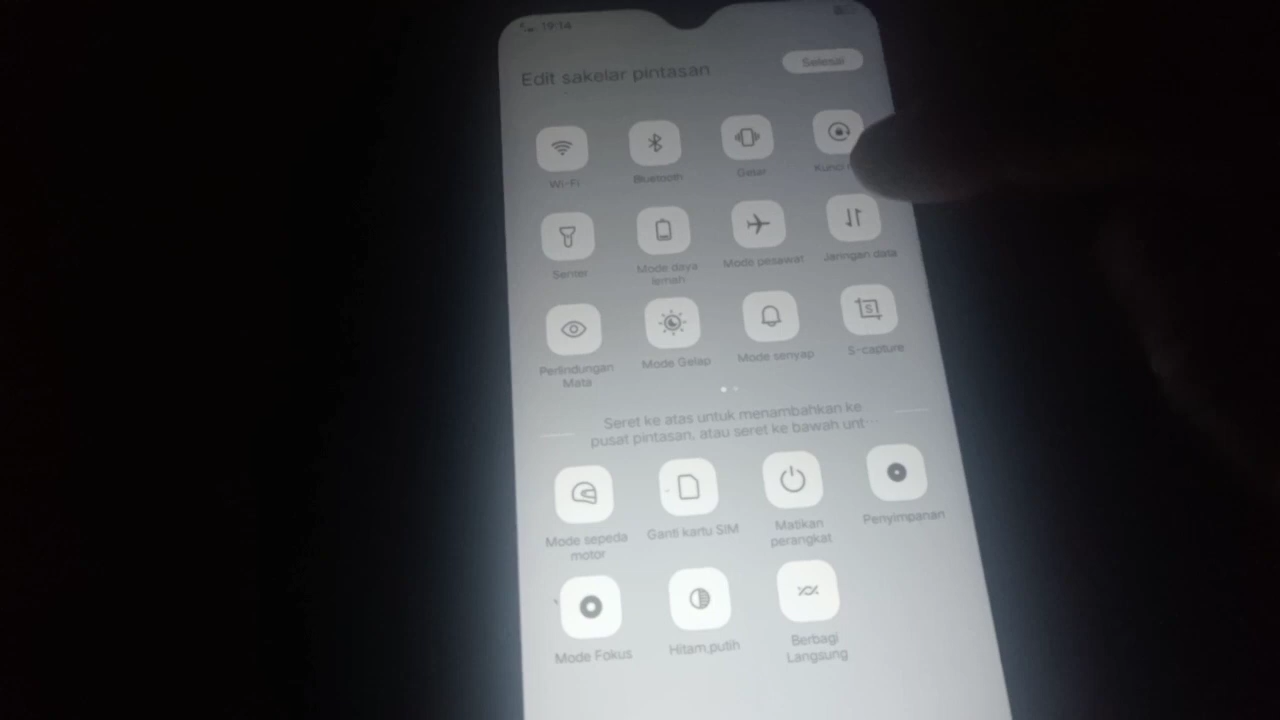 19:14
Edit sakelar pintasan
Selesai
Wi-Fi
Bluetooth
Getar
Kunci
Senter
Mode daya
lemah
Mode pesawat
Jaringan data
Perlindungan
Mata
Mode Gelap
Mode senyap
S-capture
Seret ke atas untuk menambahkan ke
pusat pintasan, atau seret ke bawah unt...
Mode sepeda
motor
Ganti kartu SIM
Matikan
perangkat
Penyimpanan
Mode Fokus
Hitam,putih
Berbagi
Langsung